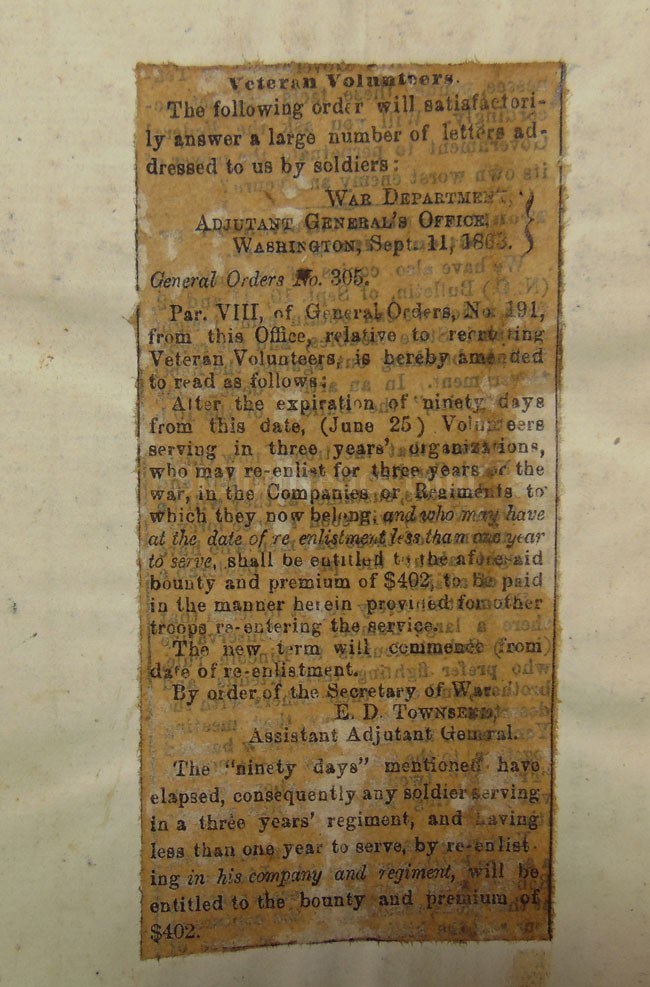 Veteran Volunteers.
The following order will satisfactori-
ly answer a large number of letters ad-
dressed to us by soldiers:
WAR DEPARTMENT,
ADJUTANT GENERAL'S OFFICE,
WASHINGTON, Sept. 11, 1863.
General Orders No. 305.
Par. VIII, of General Orders, No. 191,
from this Office, relative to recruiting
Veteran Volunteers, is hereby amended
to read as follows:
After the expiration of ninety days
from this date, (June 25) Volunteers
serving in three years' organizations,
who may re-enlist for three years or the
war, in the Companies or Regiments to
which they now belong, and who may have
at the date of re enlistment less than one year
to serve, shall be entitled to the aforesaid
bounty and premium of $402, to be paid
in the manner herein provided for other
troops re-entering the service.
The new term will commence from
date of re-enlistment.
By order of the Secretary of War.
E. D. TOWNSEND,
Assistant Adjutant General.
The "ninety days" mentioned have
elapsed, consequently any soldier serving
in a three years' regiment, and having
less than one year to serve, by re-enlist-
ing in his company and regiment, will be
entitled to the bounty and premium of
$402.